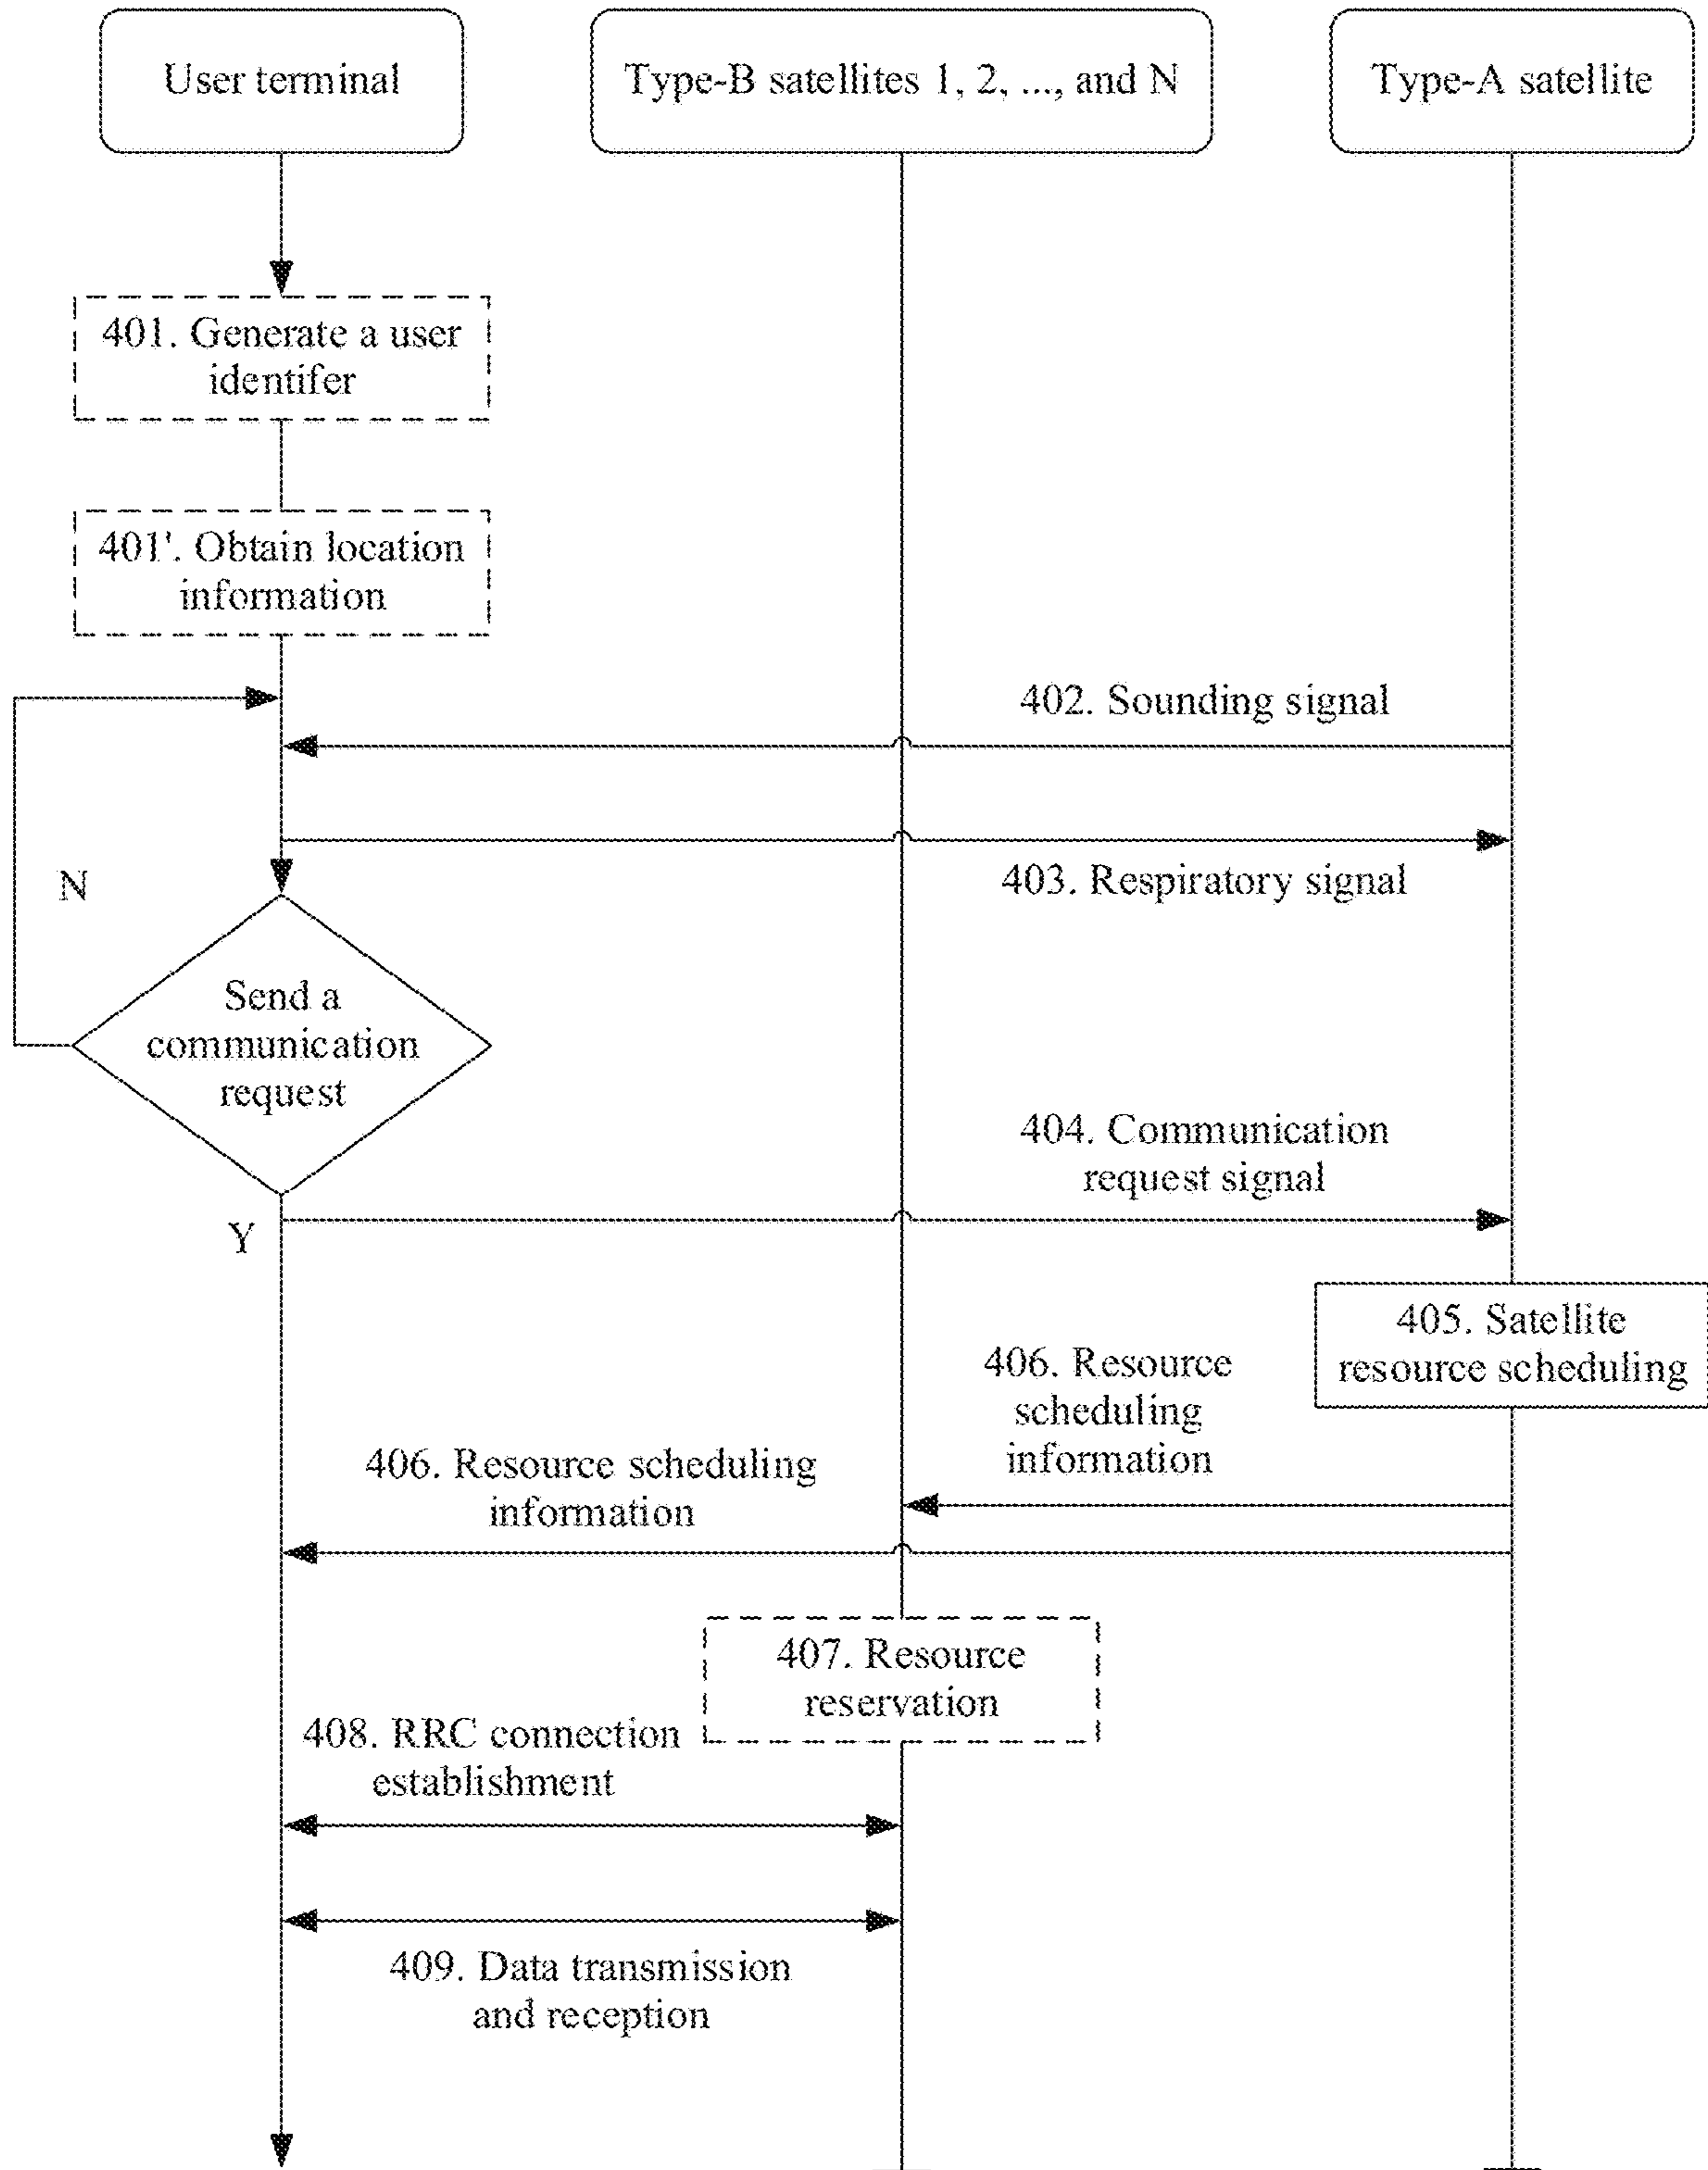 User terminal
Type-B satellites 1, 2, ..., and N
Type-A satellite
401. Generate a user
identifer
401'. Obtain location
information
402. Sounding signal
403. Respiratory signal
N
Send a
communication
request
404. Communication
request signal
Y
405. Satellite
resource scheduling
406. Resource
scheduling
information
406. Resource scheduling
information
407. Resource
reservation
408. RRC connection
establishment
409. Data transmission
and reception